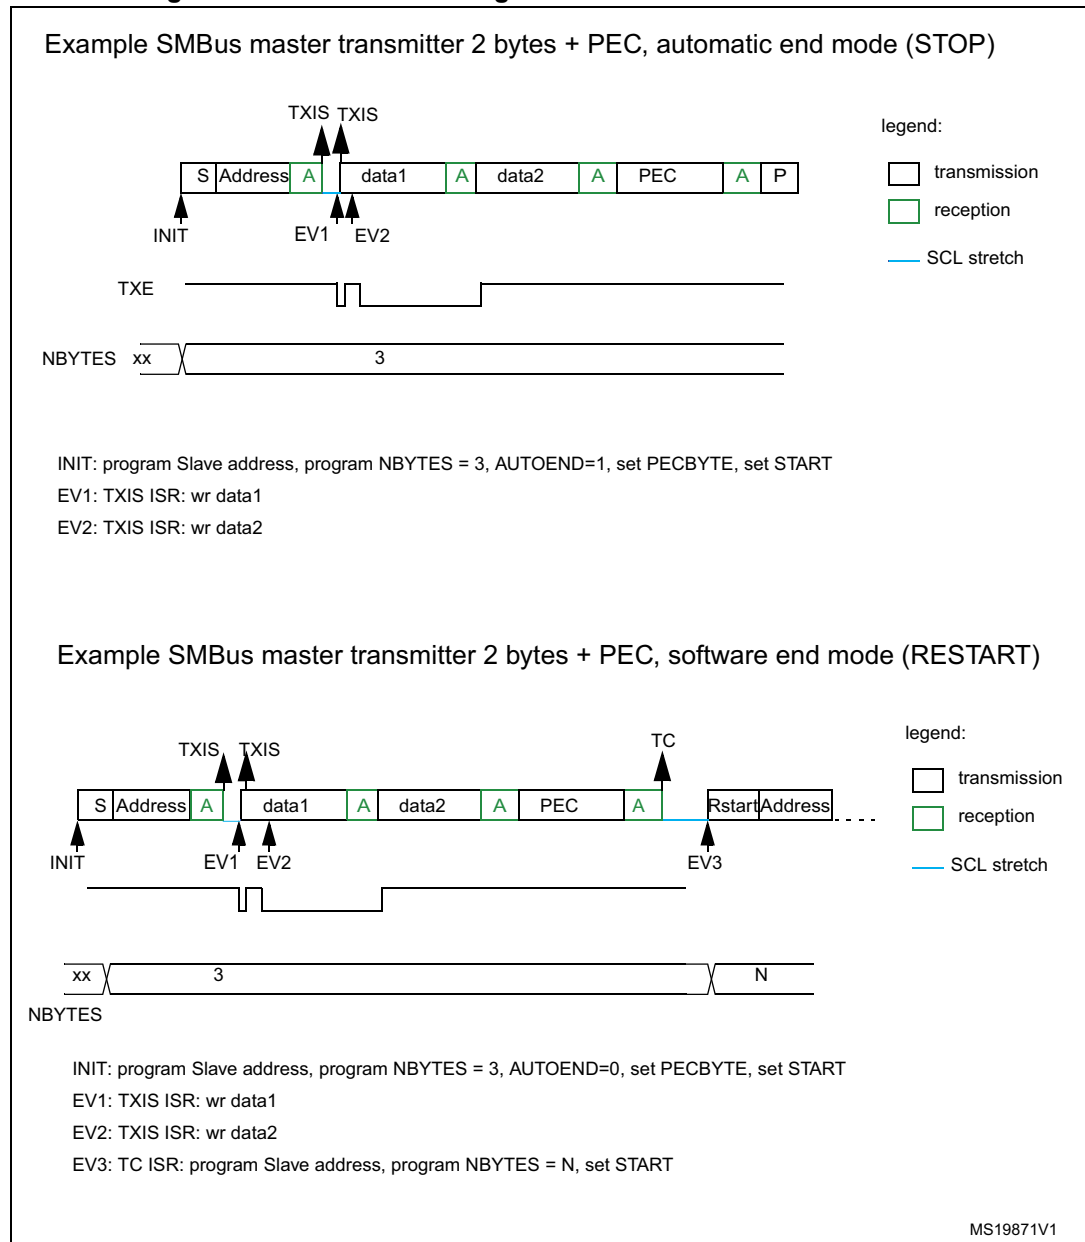 Example SMBus master transmitter 2 bytes + PEC, automatic end mode (STOP)
TXIS TXIS
legend:
S Address A data1 A data2 A PEC A P
transmission
reception
INIT EV1 EV2
SCL stretch
TXE
NBYTES xx 3
INIT: program Slave address, program NBYTES = 3, AUTOEND=1, set PECBYTE, set START
EV1: TXIS ISR: wr data1
EV2: TXIS ISR: wr data2
Example SMBus master transmitter 2 bytes + PEC, software end mode (RESTART)
TXIS TXIS TC
legend:
transmission
S Address A data1 A data2 A PEC A Rstart Address
reception
INIT EV1 EV2 EV3
SCL stretch
xx 3 N
NBYTES
INIT: program Slave address, program NBYTES = 3, AUTOEND=0, set PECBYTE, set START
EV1: TXIS ISR: wr data1
EV2: TXIS ISR: wr data2
EV3: TC ISR: program Slave address, program NBYTES = N, set START
MS19871V1